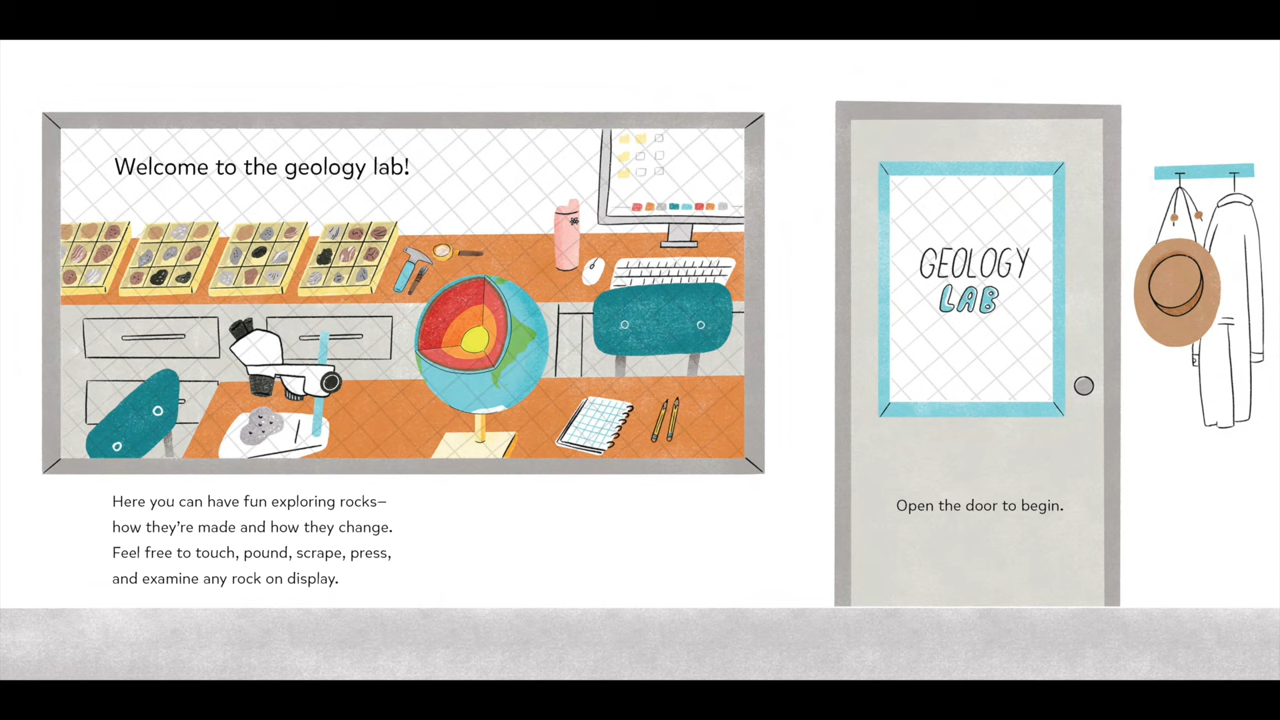 Welcome to the geology lab!
Here you can have fun exploring rocks—
how they're made and how they change.
Feel free to touch, pound, scrape, press,
and examine any rock on display.
GEOLOGY
LAB
Open the door to begin.